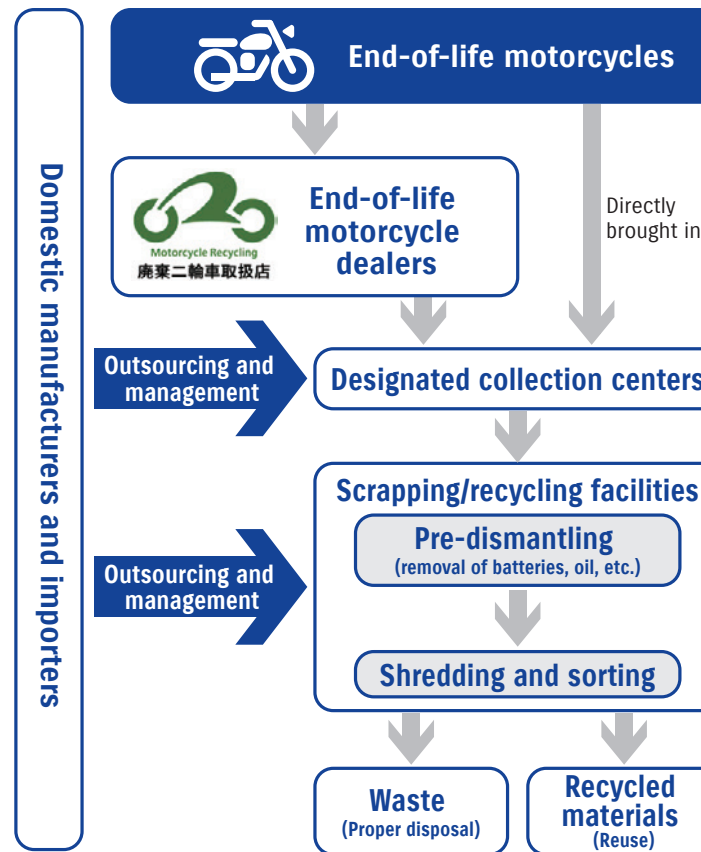 End-of-life motorcycles
Domestic manufacturers and importers
Motorcycle Recycling
廃棄二輪車取扱店
End-of-life
motorcycle
dealers
Directly
brought in
Outsourcing and
management
Designated collection centers
Scrapping/recycling facilities
Pre-dismantling
(removal of batteries, oil, etc.)
Outsourcing and
management
Shredding and sorting
Waste
(Proper disposal)
Recycled
materials
(Reuse)